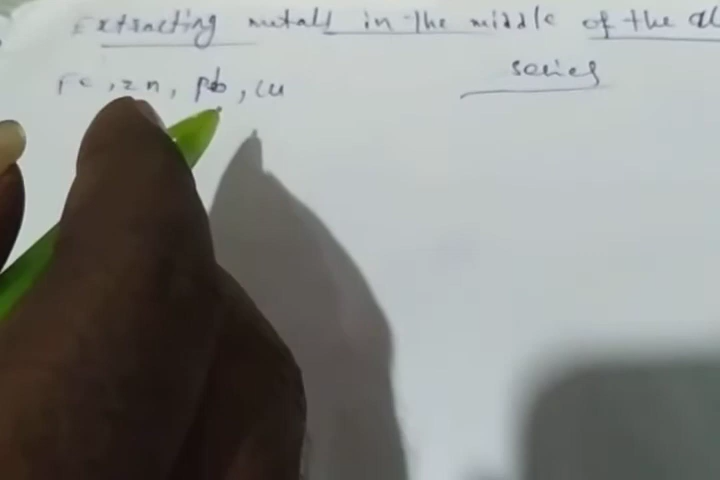 Extracting metals in the middle of the
series
Fe, zn, pb, cu